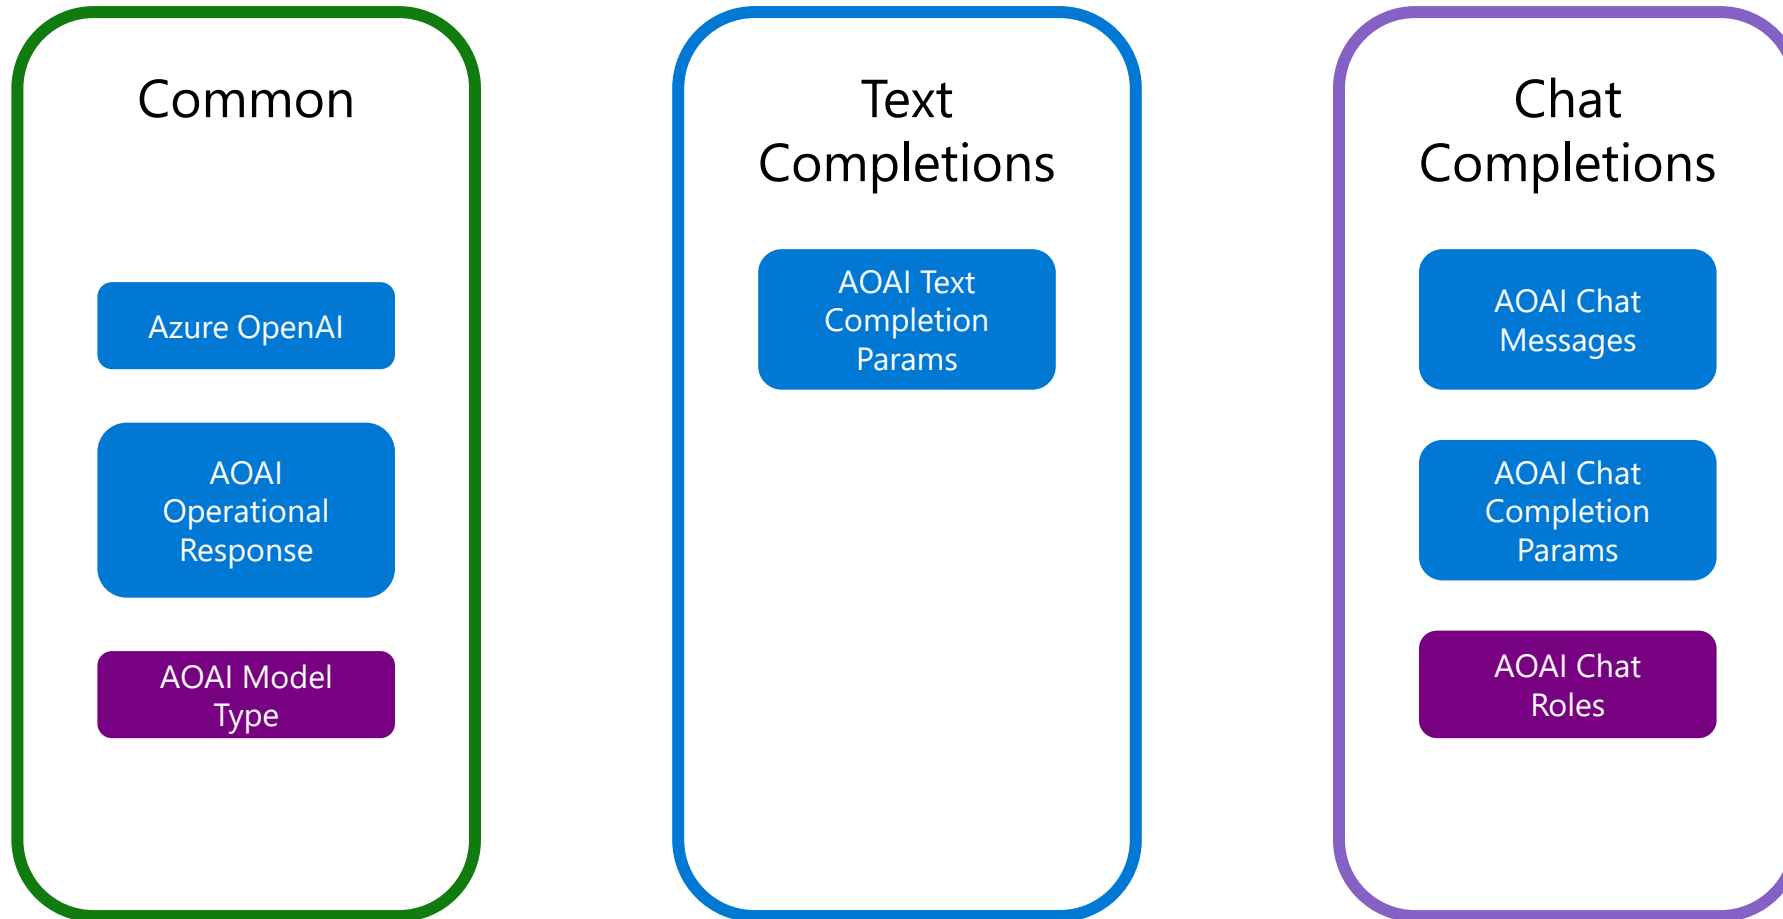 Common
Azure OpenAI
AOAI
Operational
Response
AOAI Model
Type
Text
Completions
AOAI Text
Completion
Params
Chat
Completions
AOAI Chat
Messages
AOAI Chat
Completion
Params
AOAI Chat
Roles